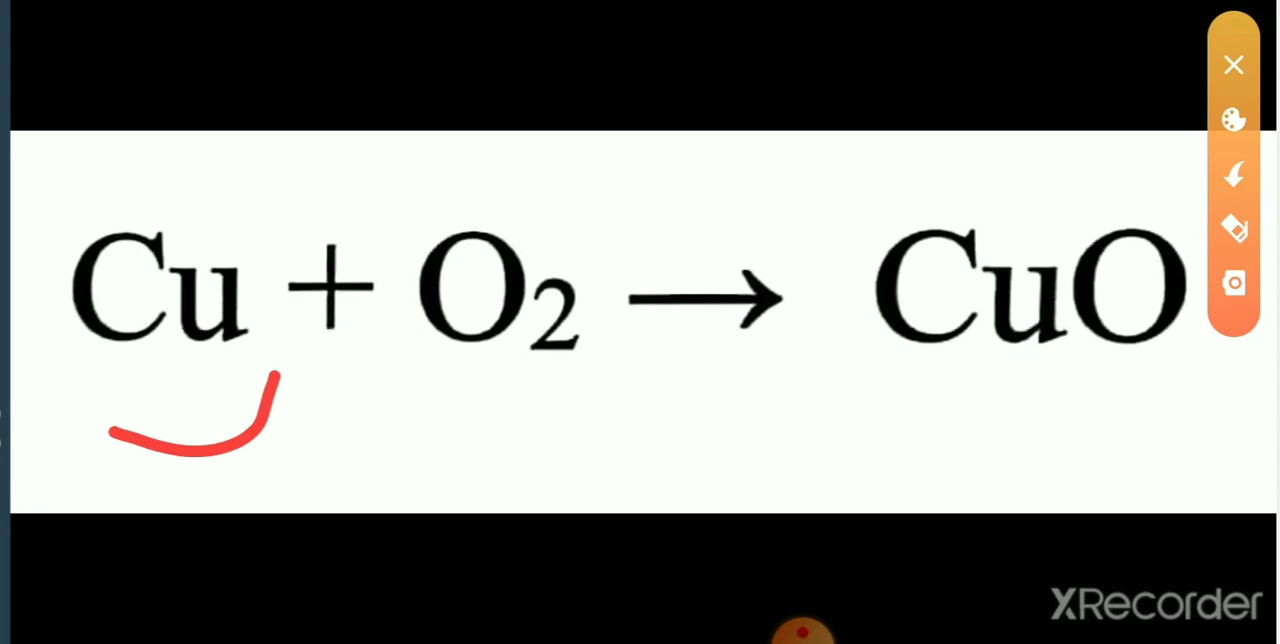 Cu + O₂ → CuO
XRecorder